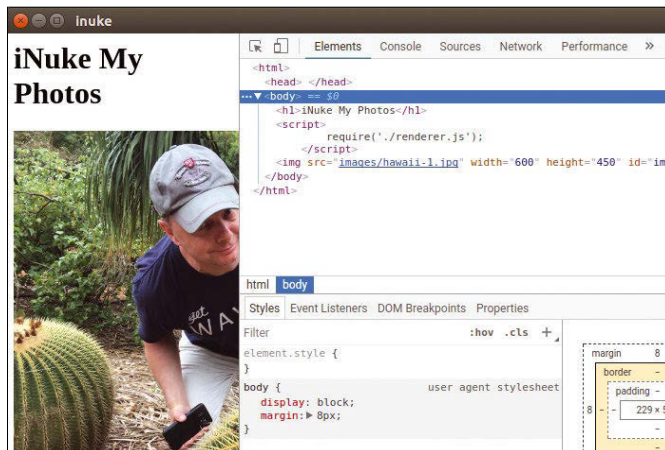 inuke
iNuke My
Photos
Elements Console Sources Network Performance »
<html>
<head> </head>
...▼<body> == $0
<h1>iNuke My Photos</h1>
<script>
require('./renderer.js');
</script>
<img src="images/hawaii-1.jpg" width="600" height="450" id="im
</body>
</html>
html body
Styles Event Listeners DOM Breakpoints Properties
Filter :hov .cls +
element.style {
}
body { user agent stylesheet
display: block;
margin:▶ 8px;
}
margin 8
border -
padding -
8 - - 229 × 5
-
-